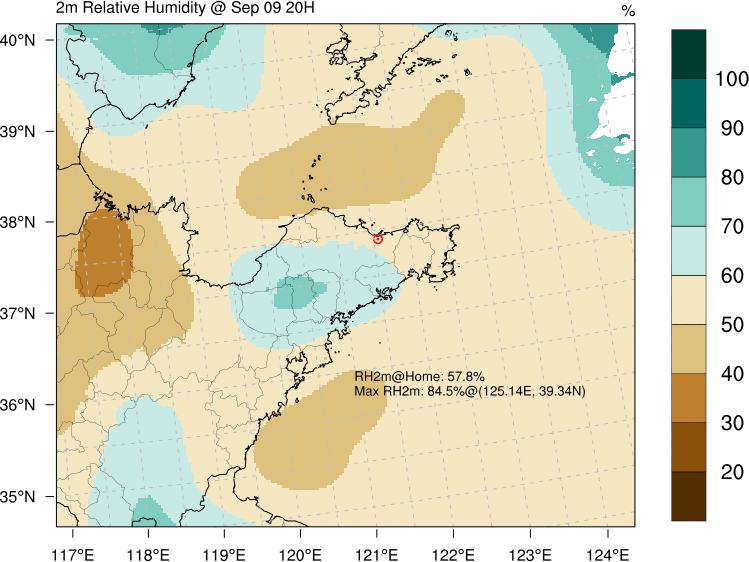 2m Relative Humidity @ Sep 09 20H
%
40°N
39°N
38°N
37°N
36°N
35°N
117°E
118°E
119°E
120°E
121°E
122°E
123°E
124°E
RH2m@Home: 57.8%
Max RH2m: 84.5%@(125.14E, 39.34N)
100
90
80
70
60
50
40
30
20